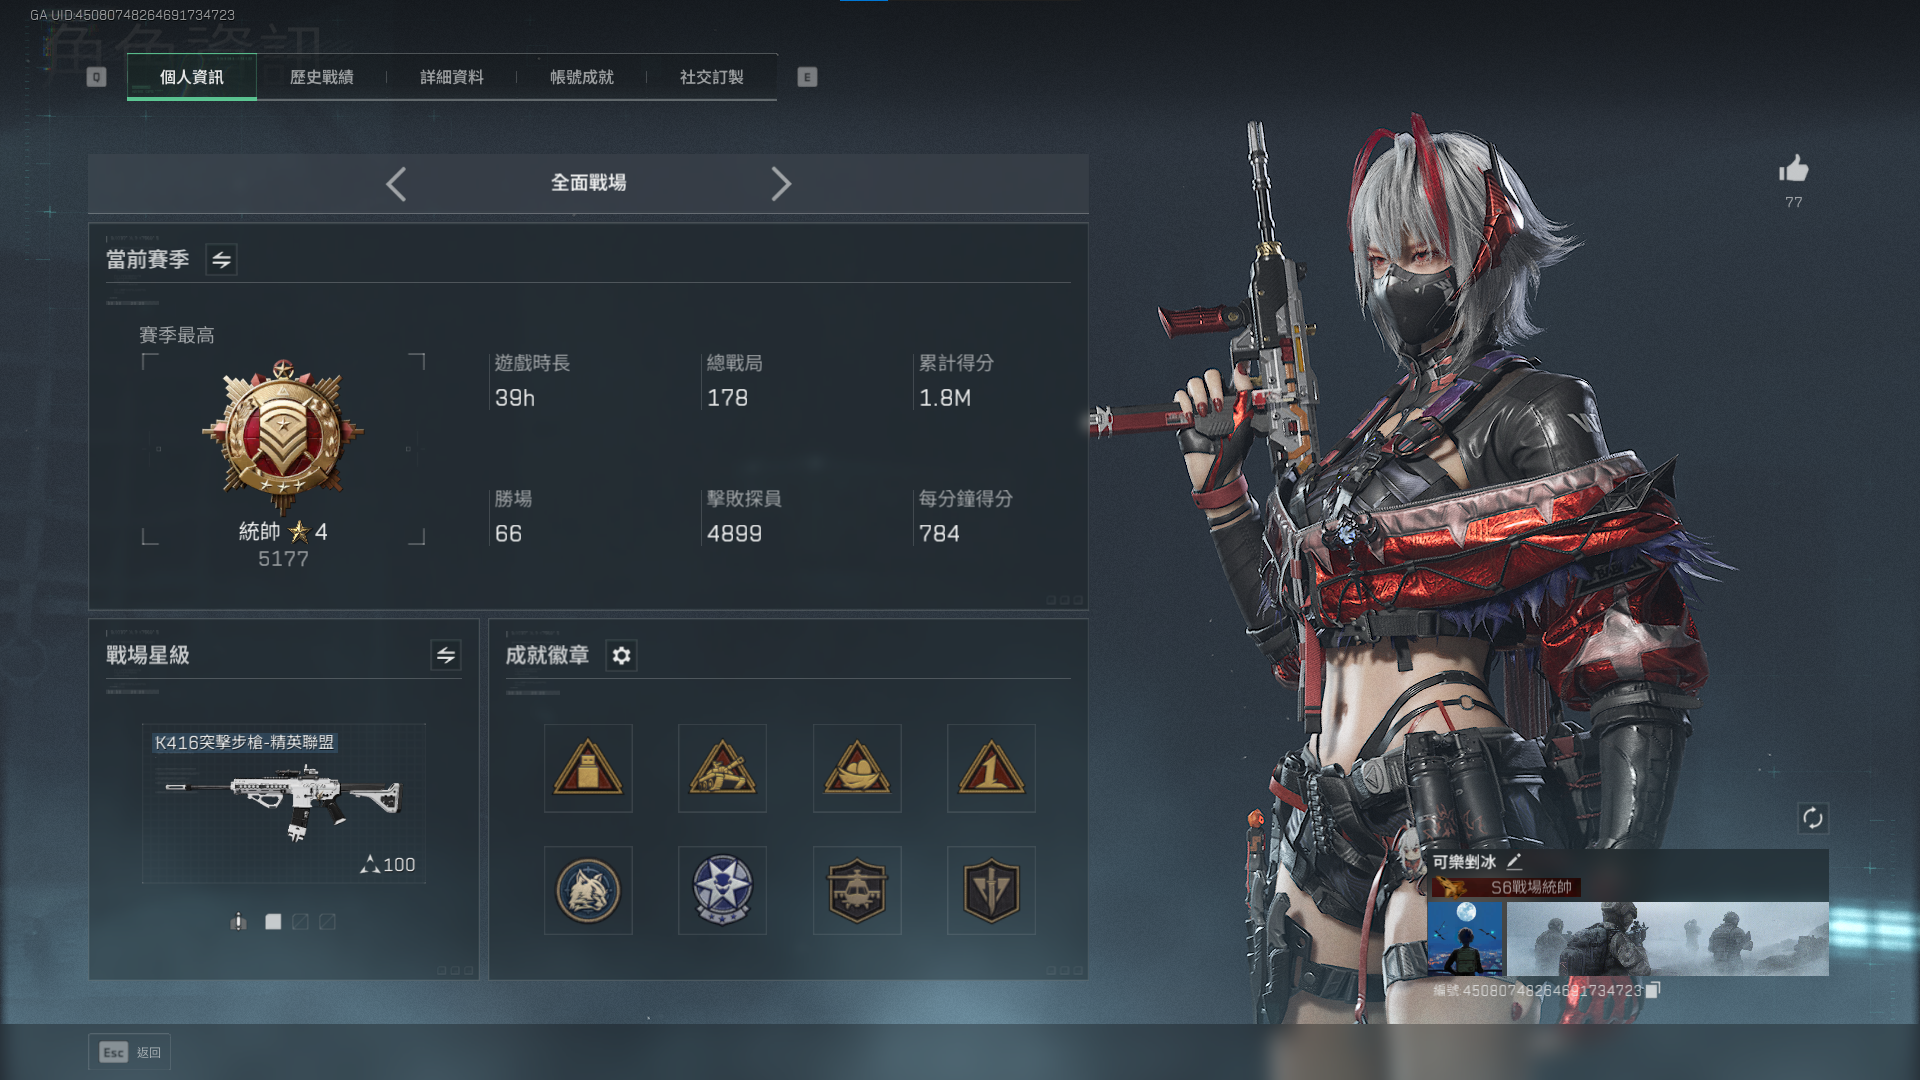 GA UID:45080748264691734723
角色資訊
Q
個人資訊
歷史戰績
詳細資料
帳號成就
社交訂製
E
全面戰場
77
當前賽季
賽季最高
統帥 4
5177
遊戲時長
39h
總戰局
178
累計得分
1.8M
勝場
66
擊敗探員
4899
每分鐘得分
784
戰場星級
K416突擊步槍-精英聯盟
100
成就徽章
可樂剉冰
S6戰場統帥
編號:45080748264691734723
Esc 返回